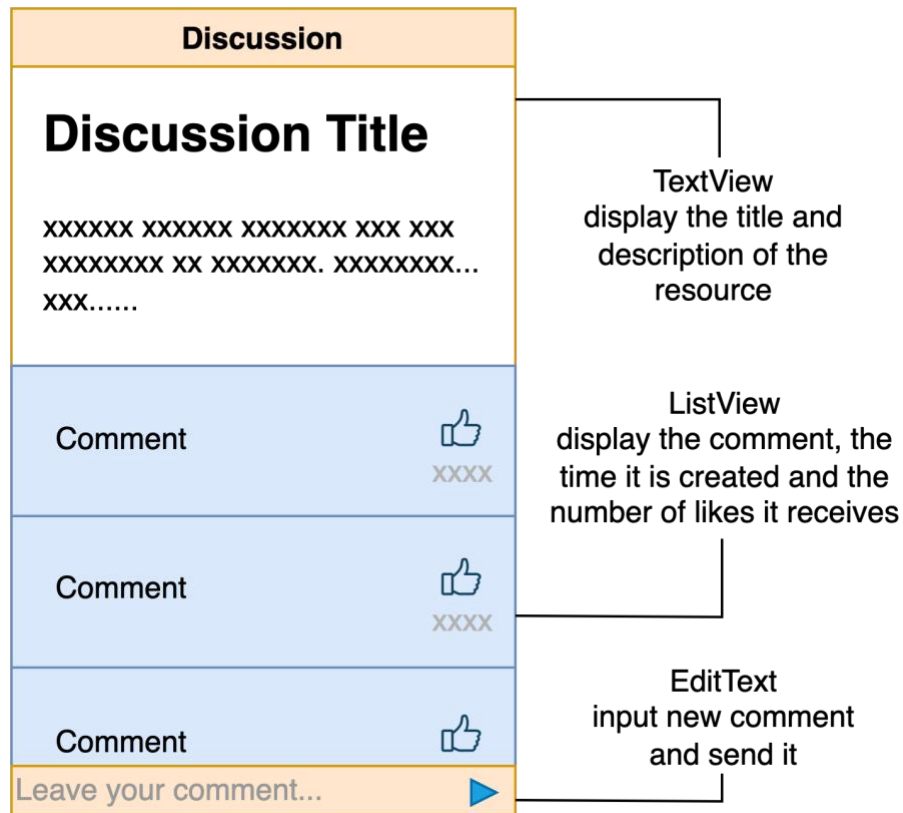 Discussion
Discussion Title
xxxxxx xxxxxx xxxxxxx xxx xxx
xxxxxxxx xx xxxxxxx. xxxxxxxx...
xxx......
TextView
display the title and
description of the
resource
Comment
xxxx
ListView
display the comment, the
time it is created and the
number of likes it receives
Comment
xxxx
Comment
EditText
input new comment
and send it
Leave your comment...